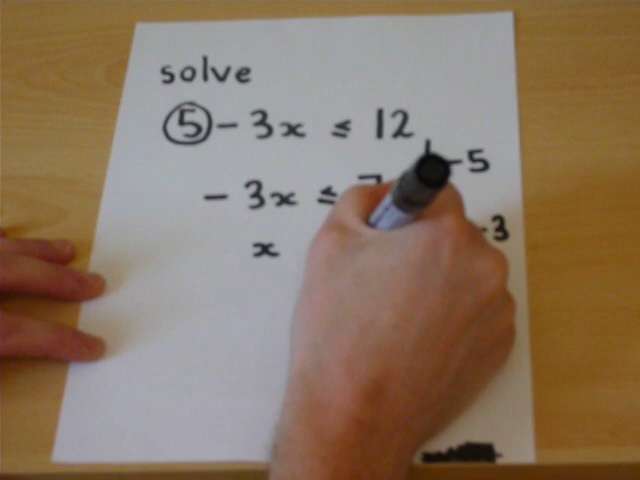 solve
5 - 3x ≤ 12
-5
- 3x ≤ 7
-3
x